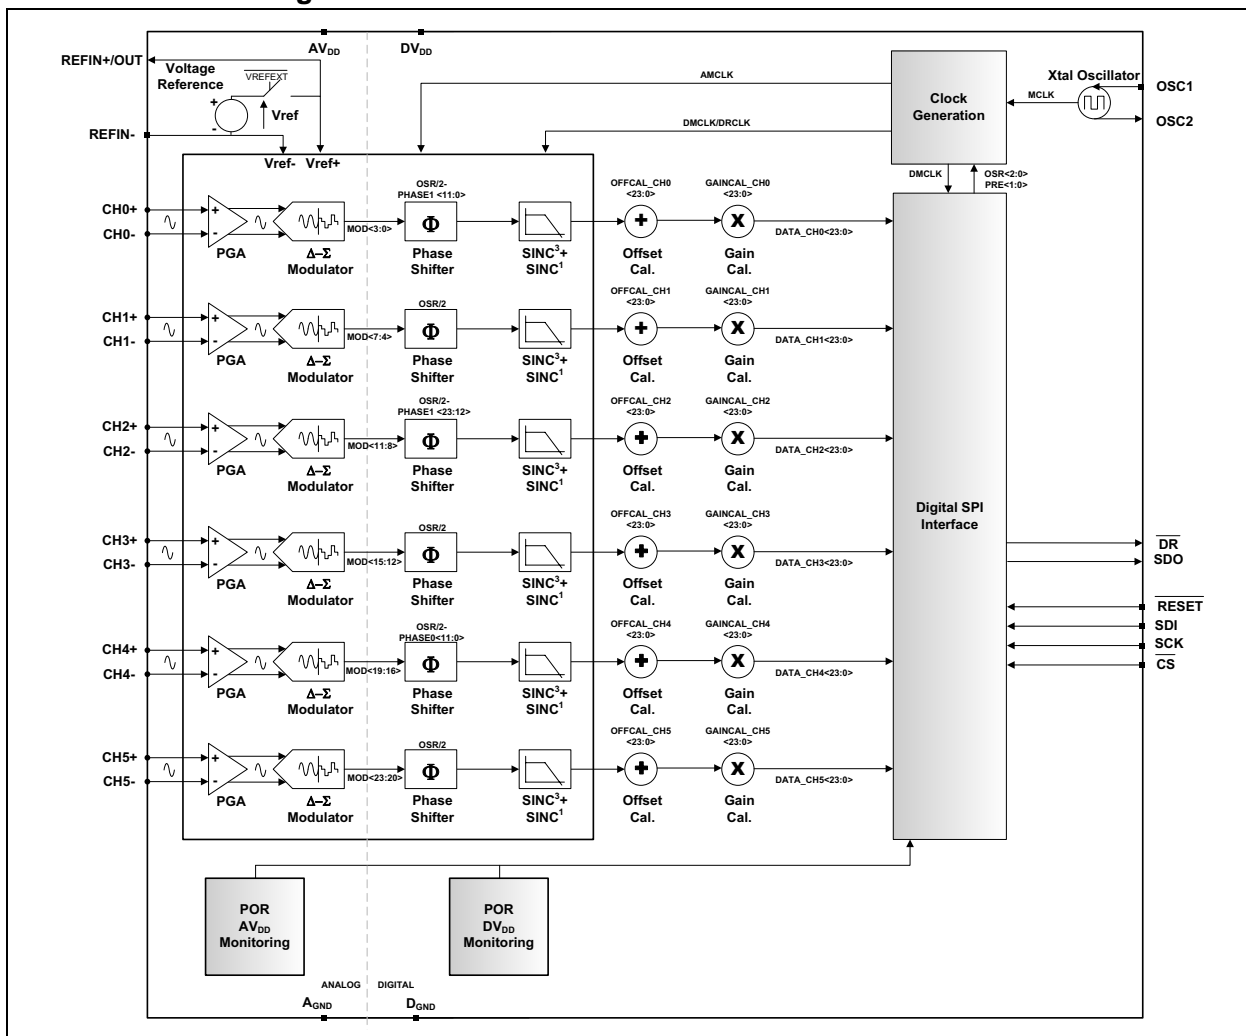 AVDD
DVDD
REFIN+/OUT
Voltage
Reference
VREFEXT
+
-
Vref
REFIN-
Vref-
Vref+
AMCLK
DMCLK/DRCLK
Clock
Generation
MCLK
Xtal Oscillator
OSC1
OSC2
DMCLK
OSR<2:0>
PRE<1:0>
CH0+
CH0-
+
-
PGA
Δ–Σ
Modulator
MOD<3:0>
OSR/2-
PHASE1 <11:0>
Φ
Phase
Shifter
SINC³+
SINC¹
OFFCAL_CH0
<23:0>
+
Offset
Cal.
GAINCAL_CH0
<23:0>
X
Gain
Cal.
DATA_CH0<23:0>
CH1+
CH1-
+
-
PGA
Δ–Σ
Modulator
MOD<7:4>
OSR/2
Φ
Phase
Shifter
SINC³+
SINC¹
OFFCAL_CH1
<23:0>
+
Offset
Cal.
GAINCAL_CH1
<23:0>
X
Gain
Cal.
DATA_CH1<23:0>
CH2+
CH2-
+
-
PGA
Δ–Σ
Modulator
MOD<11:8>
OSR/2-
PHASE1 <23:12>
Φ
Phase
Shifter
SINC³+
SINC¹
OFFCAL_CH2
<23:0>
+
Offset
Cal.
GAINCAL_CH2
<23:0>
X
Gain
Cal.
DATA_CH2<23:0>
CH3+
CH3-
+
-
PGA
Δ–Σ
Modulator
MOD<15:12>
OSR/2
Φ
Phase
Shifter
SINC³+
SINC¹
OFFCAL_CH3
<23:0>
+
Offset
Cal.
GAINCAL_CH3
<23:0>
X
Gain
Cal.
DATA_CH3<23:0>
CH4+
CH4-
+
-
PGA
Δ–Σ
Modulator
MOD<19:16>
OSR/2-
PHASE0<11:0>
Φ
Phase
Shifter
SINC³+
SINC¹
OFFCAL_CH4
<23:0>
+
Offset
Cal.
GAINCAL_CH4
<23:0>
X
Gain
Cal.
DATA_CH4<23:0>
CH5+
CH5-
+
-
PGA
Δ–Σ
Modulator
MOD<23:20>
OSR/2
Φ
Phase
Shifter
SINC³+
SINC¹
OFFCAL_CH5
<23:0>
+
Offset
Cal.
GAINCAL_CH5
<23:0>
X
Gain
Cal.
DATA_CH5<23:0>
Digital SPI
Interface
DR
SDO
RESET
SDI
SCK
CS
POR
AVDD
Monitoring
POR
DVDD
Monitoring
ANALOG
DIGITAL
AGND
DGND